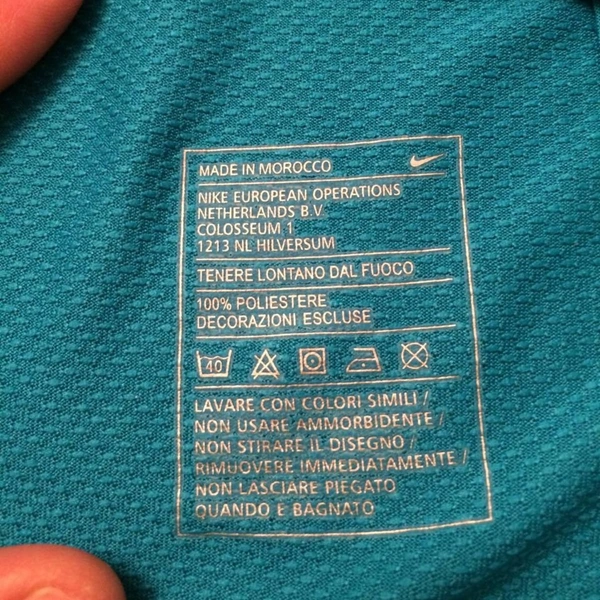 MADE IN MOROCCO
NIKE EUROPEAN OPERATIONS
NETHERLANDS B.V
COLOSSEUM 1
1213 NL HILVERSUM
TENERE LONTANO DAL FUOCO
100% POLIESTERE
DECORAZIONI ESCLUSE
40
LAVARE CON COLORI SIMILI /
NON USARE AMMORBIDENTE /
NON STIRARE IL DISEGNO /
RIMUOVERE IMMEDIATAMENTE /
NON LASCIARE PIEGATO
QUANDO E BAGNATO